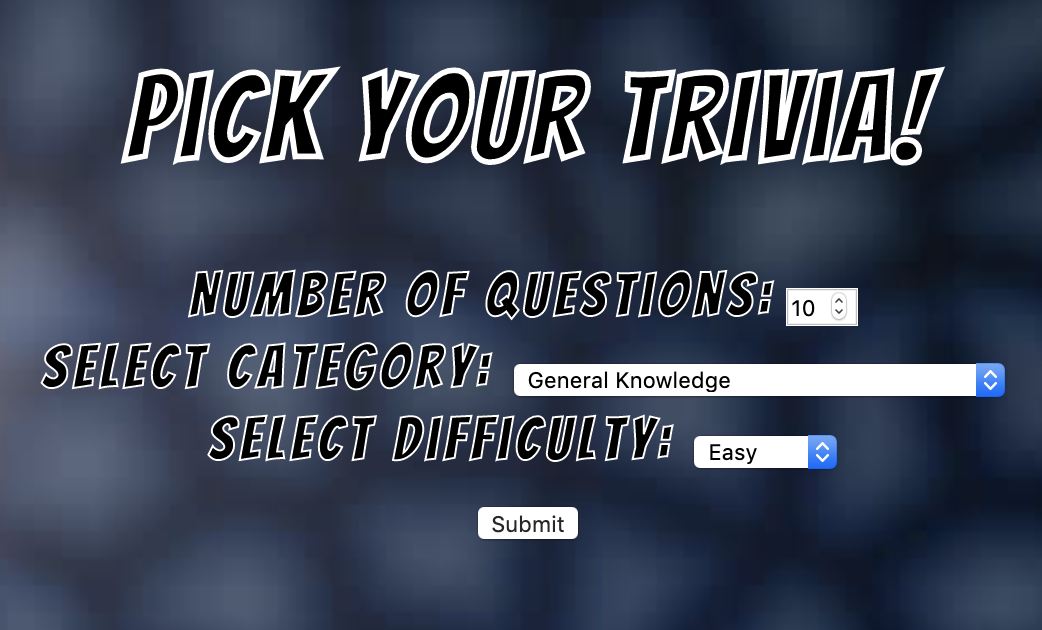 PICK YOUR TRIVIA!
NUMBER OF QUESTIONS: 10
SELECT CATEGORY: General Knowledge
SELECT DIFFICULTY: Easy
Submit